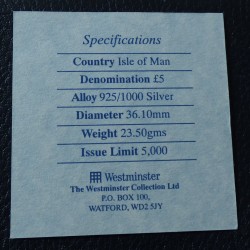 Specifications
Country Isle of Man
Denomination £5
Alloy 925/1000 Silver
Diameter 36.10mm
Weight 23.50gms
Issue Limit 5,000
Westminster
The Westminster Collection Ltd
P.O. BOX 100,
WATFORD, WD2 5JY